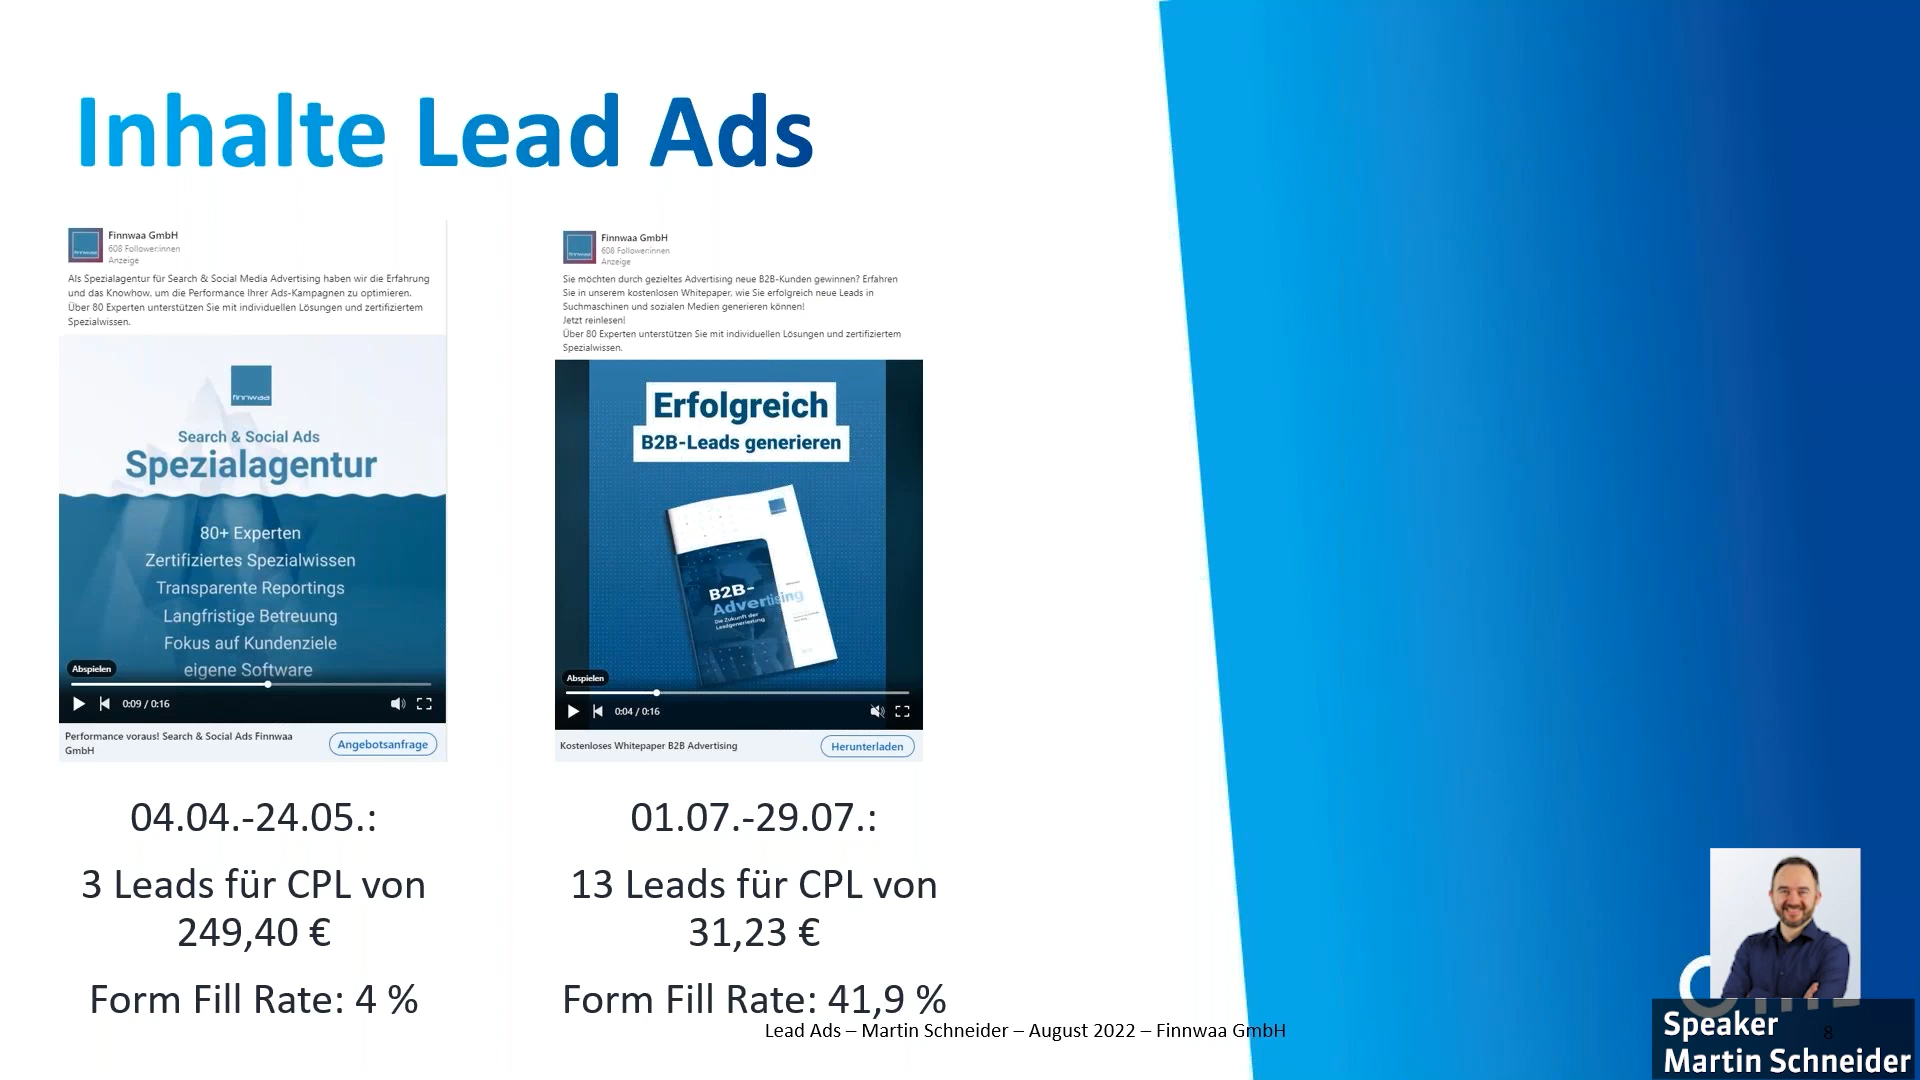 Inhalte Lead Ads
Finnwaa GmbH
608 Follower:innen
Anzeige
Als Spezialagentur für Search & Social Media Advertising haben wir die Erfahrung
und das Knowhow, um die Performance Ihrer Ads-Kampagnen zu optimieren.
Über 80 Experten unterstützen Sie mit individuellen Lösungen und zertifiziertem
Spezialwissen.
finnwaa
Search & Social Ads
Spezialagentur
80+ Experten
Zertifiziertes Spezialwissen
Transparente Reportings
Langfristige Betreuung
Fokus auf Kundenziele
eigene Software
Abspielen
0:09 / 0:16
Performance voraus! Search & Social Ads Finnwaa
GmbH
Angebotsanfrage
04.04.-24.05.:
3 Leads für CPL von
249,40 €
Form Fill Rate: 4 %
Finnwaa GmbH
608 Follower:innen
Anzeige
Sie möchten durch gezieltes Advertising neue B2B-Kunden gewinnen? Erfahren
Sie in unserem kostenlosen Whitepaper, wie Sie erfolgreich neue Leads in
Suchmaschinen und sozialen Medien generieren können!
Jetzt reinlesen!
Über 80 Experten unterstützen Sie mit individuellen Lösungen und zertifiziertem
Spezialwissen.
Erfolgreich
B2B-Leads generieren
B2B-
Advertising
Die Zukunft der
Leadgenerierung
Abspielen
0:04 / 0:16
Kostenloses Whitepaper B2B Advertising
Herunterladen
01.07.-29.07.:
13 Leads für CPL von
31,23 €
Form Fill Rate: 41,9 %
Lead Ads – Martin Schneider – August 2022 – Finnwaa GmbH
8
Speaker
Martin Schneider